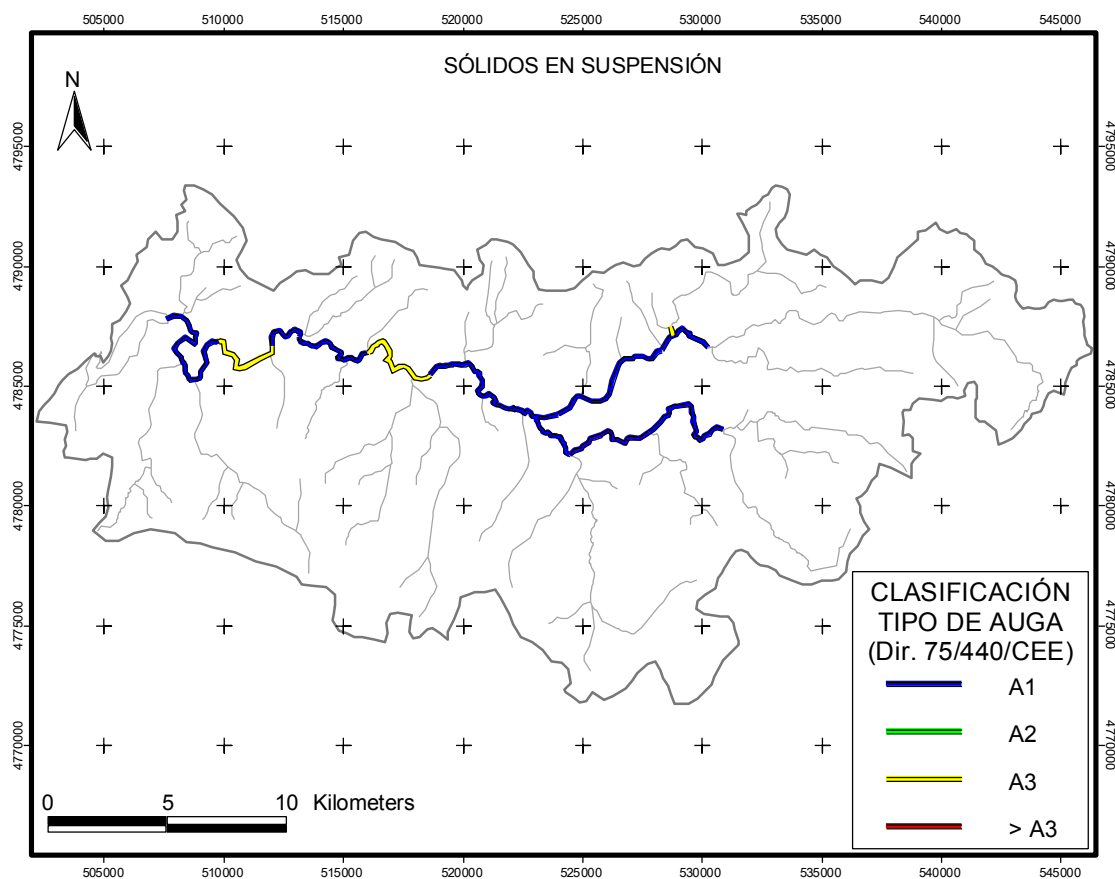 505000 510000 515000 520000 525000 530000 535000 540000 545000
SÓLIDOS EN SUSPENSIÓN
N
4795000 4795000
4790000 4790000
4785000 4785000
4780000 4780000
4775000 4775000
4770000 4770000
CLASIFICACIÓN
TIPO DE AUGA
(Dir. 75/440/CEE)
A1
A2
A3
> A3
0 5 10 Kilometers
505000 510000 515000 520000 525000 530000 535000 540000 545000